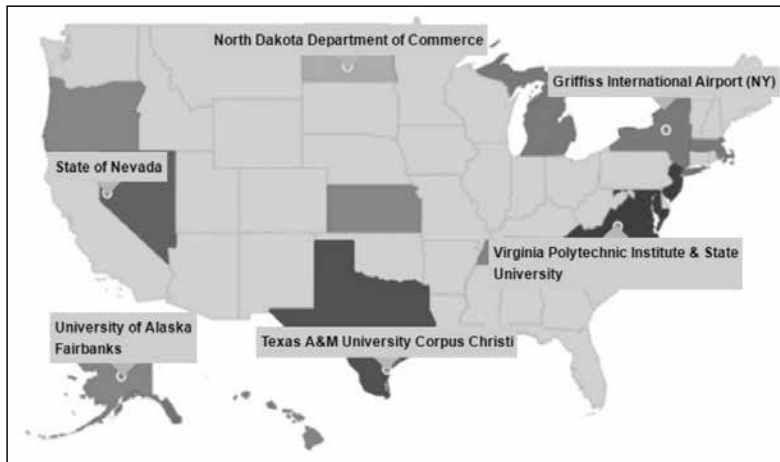 North Dakota Department of Commerce
Griffiss International Airport (NY)
State of Nevada
Virginia Polytechnic Institute & State
University
University of Alaska
Fairbanks
Texas A&M University Corpus Christi